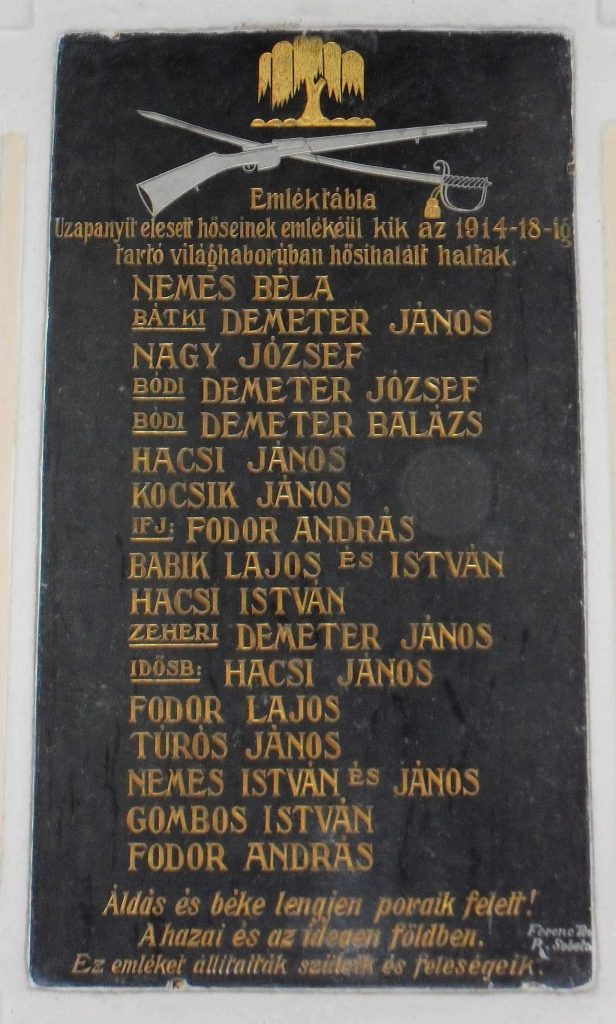 Emléktábla
Uzapanyit elesett hőseinek emlékéül kik az 1914-18-ig
tartó világháborúban hősihalált haltak.
NEMES BÉLA
BÁTKI DEMETER JÁNOS
NAGY JÓZSEF
BÓDI DEMETER JÓZSEF
BÓDI DEMETER BALÁZS
HACSI JÁNOS
KOCSIK JÁNOS
IFJ: FODOR ANDRÁS
BABIK LAJOS ÉS ISTVÁN
HACSI ISTVÁN
ZEHERI DEMETER JÁNOS
IDŐSB: HACSI JÁNOS
FODOR LAJOS
TÚRÓS JÁNOS
NEMES ISTVÁN ÉS JÁNOS
GOMBOS ISTVÁN
FODOR ANDRÁS
Áldás és béke lengjen poraik felett!
A hazai és az idegen földben.
Ez emléket állíttatták szüleik és feleségeik.
Ferenc
R.